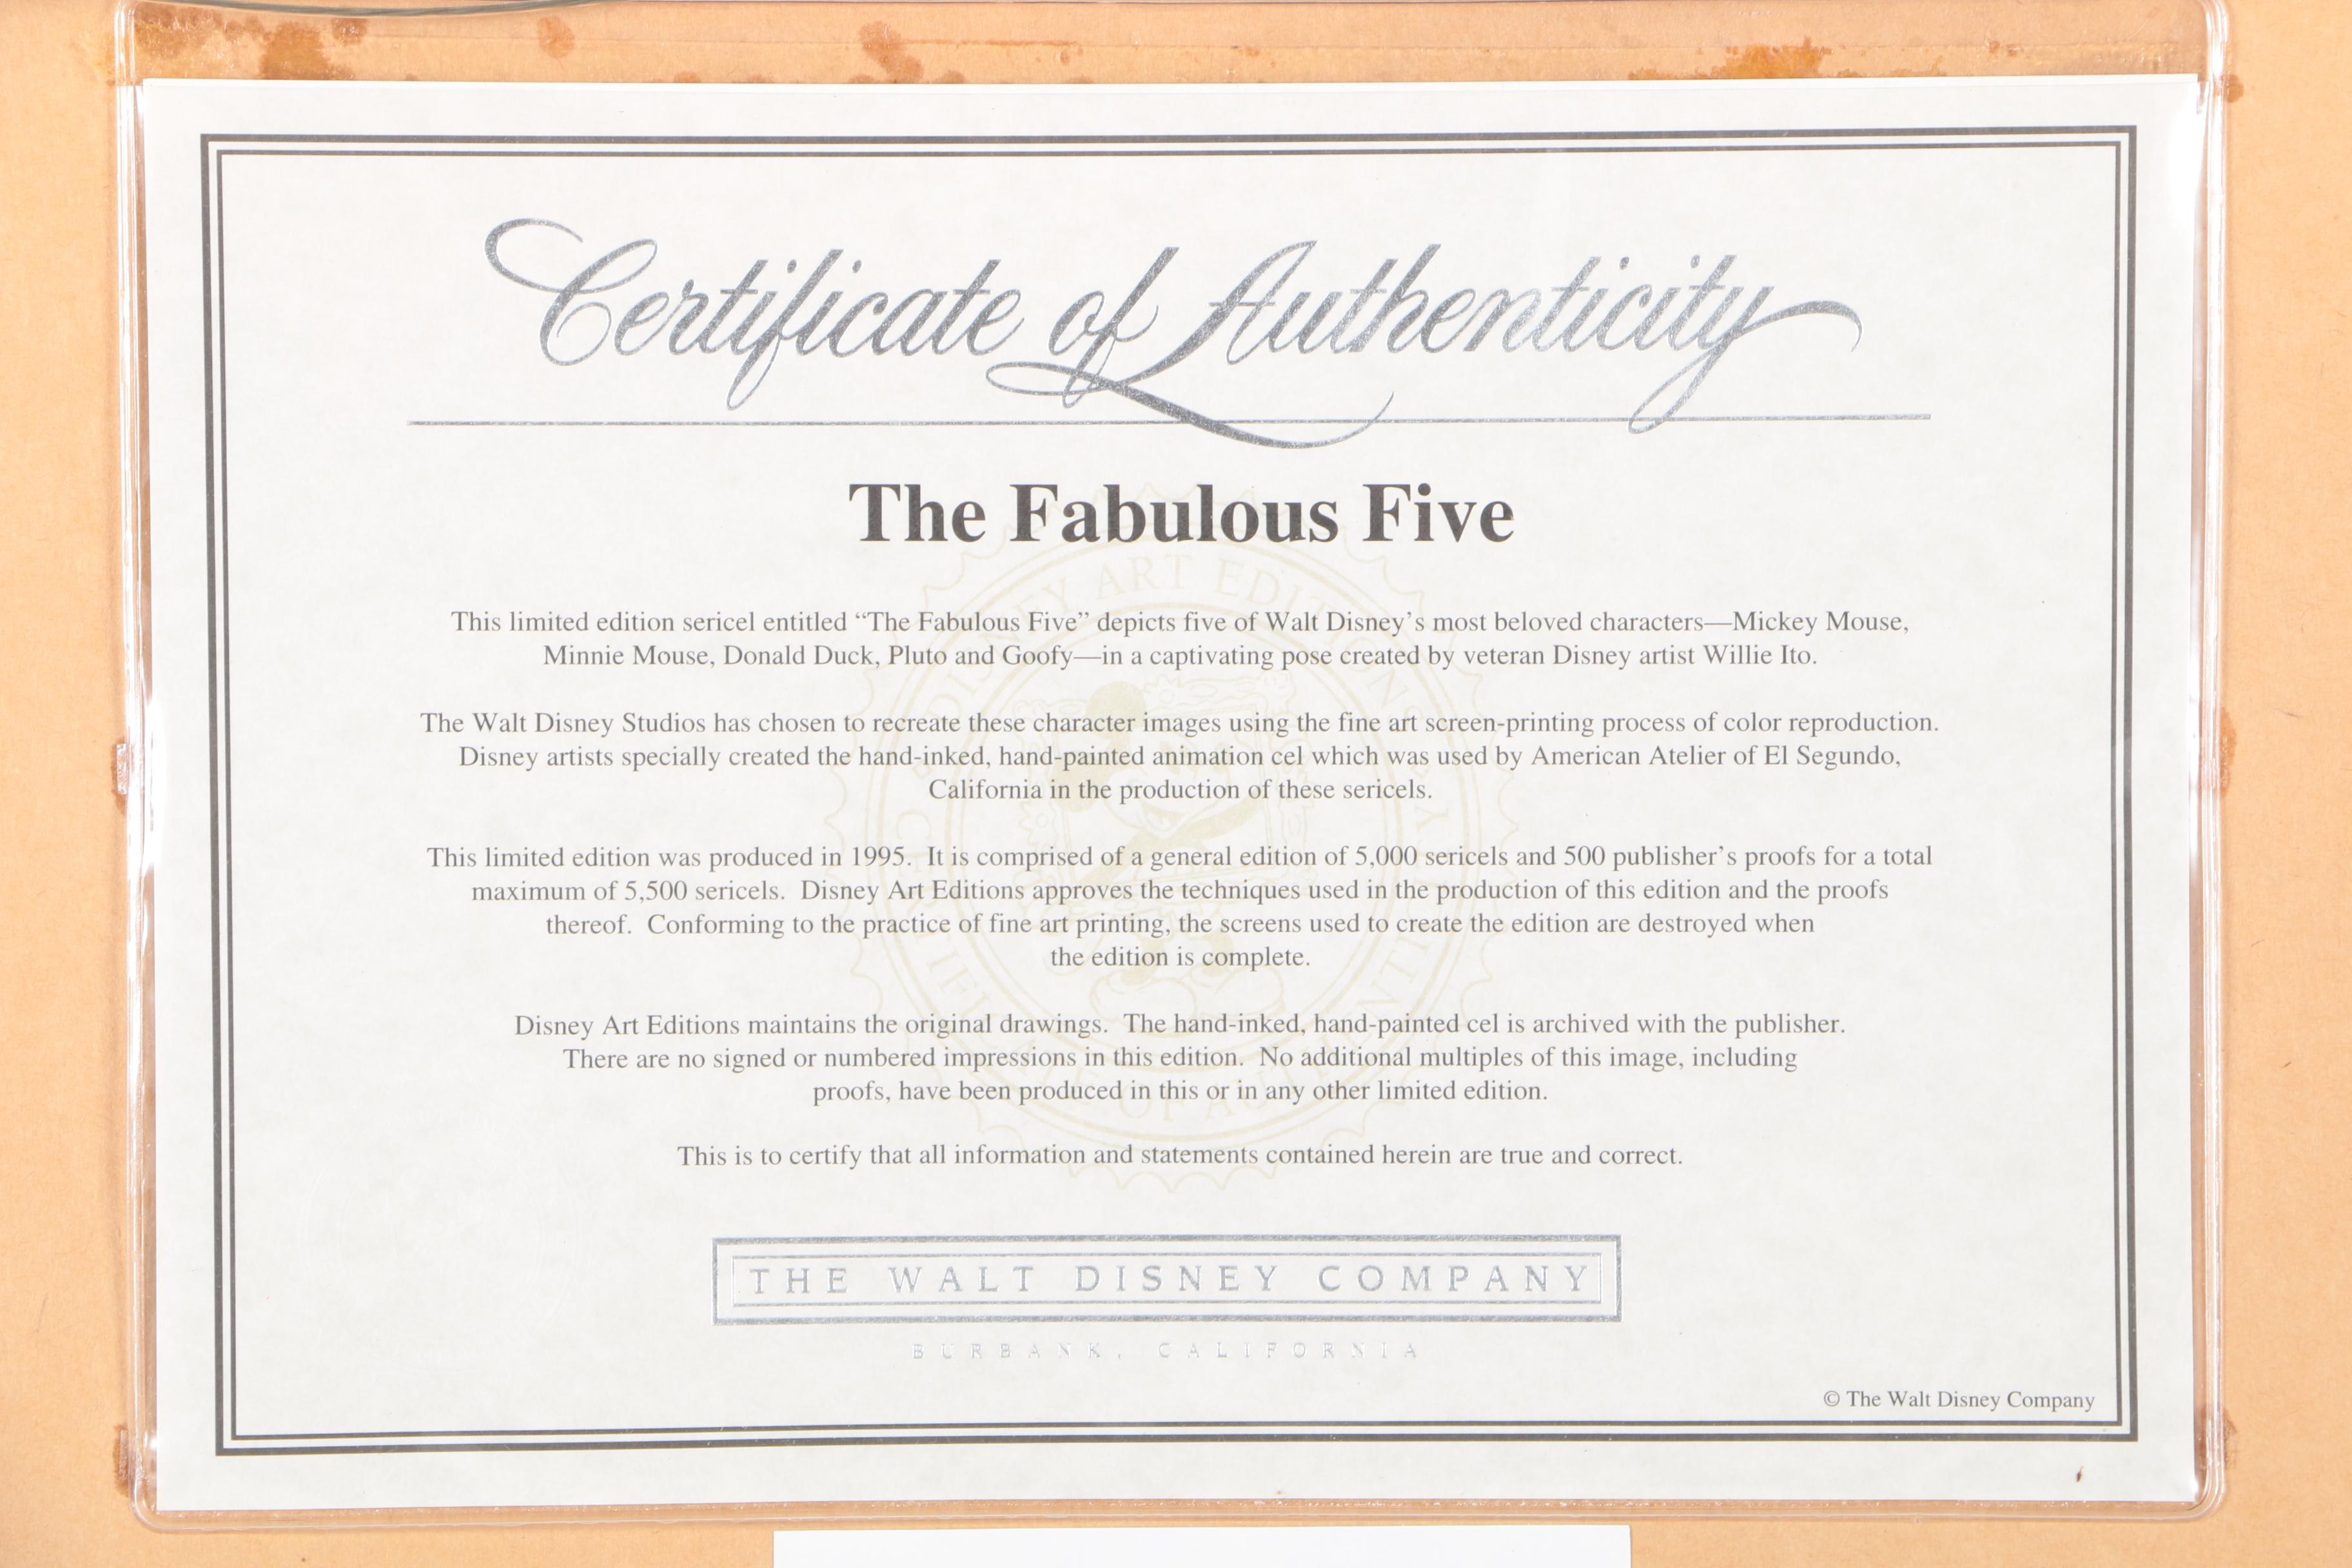 Certificate of Authenticity
The Fabulous Five
This limited edition sericel entitled “The Fabulous Five” depicts five of Walt Disney’s most beloved characters—Mickey Mouse,
Minnie Mouse, Donald Duck, Pluto and Goofy—in a captivating pose created by veteran Disney artist Willie Ito.
The Walt Disney Studios has chosen to recreate these character images using the fine art screen-printing process of color reproduction.
Disney artists specially created the hand-inked, hand-painted animation cel which was used by American Atelier of El Segundo,
California in the production of these sericels.
This limited edition was produced in 1995. It is comprised of a general edition of 5,000 sericels and 500 publisher’s proofs for a total
maximum of 5,500 sericels. Disney Art Editions approves the techniques used in the production of this edition and the proofs
thereof. Conforming to the practice of fine art printing, the screens used to create the edition are destroyed when
the edition is complete.
Disney Art Editions maintains the original drawings. The hand-inked, hand-painted cel is archived with the publisher.
There are no signed or numbered impressions in this edition. No additional multiples of this image, including
proofs, have been produced in this or in any other limited edition.
This is to certify that all information and statements contained herein are true and correct.
THE WALT DISNEY COMPANY
BURBANK, CALIFORNIA
© The Walt Disney Company
DISNEY ART EDITIONS